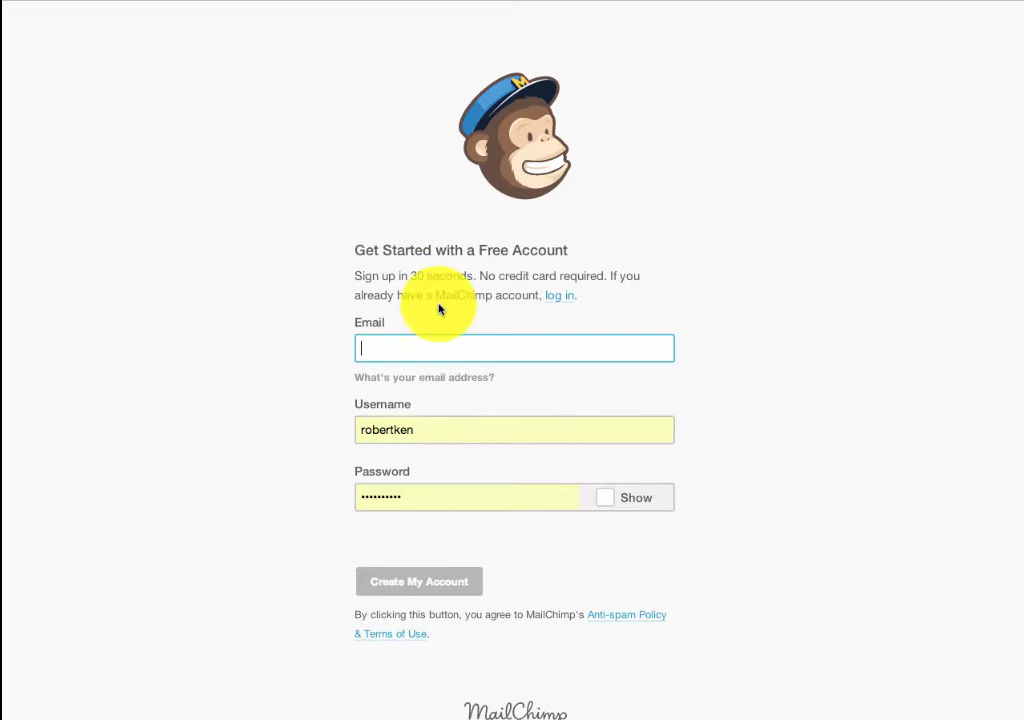 M
Get Started with a Free Account
Sign up in 30 seconds. No credit card required. If you
already have a MailChimp account, log in.
Email
What's your email address?
Username
robertken
Password
••••••••••
Show
Create My Account
By clicking this button, you agree to MailChimp's Anti-spam Policy
& Terms of Use.
MailChimp